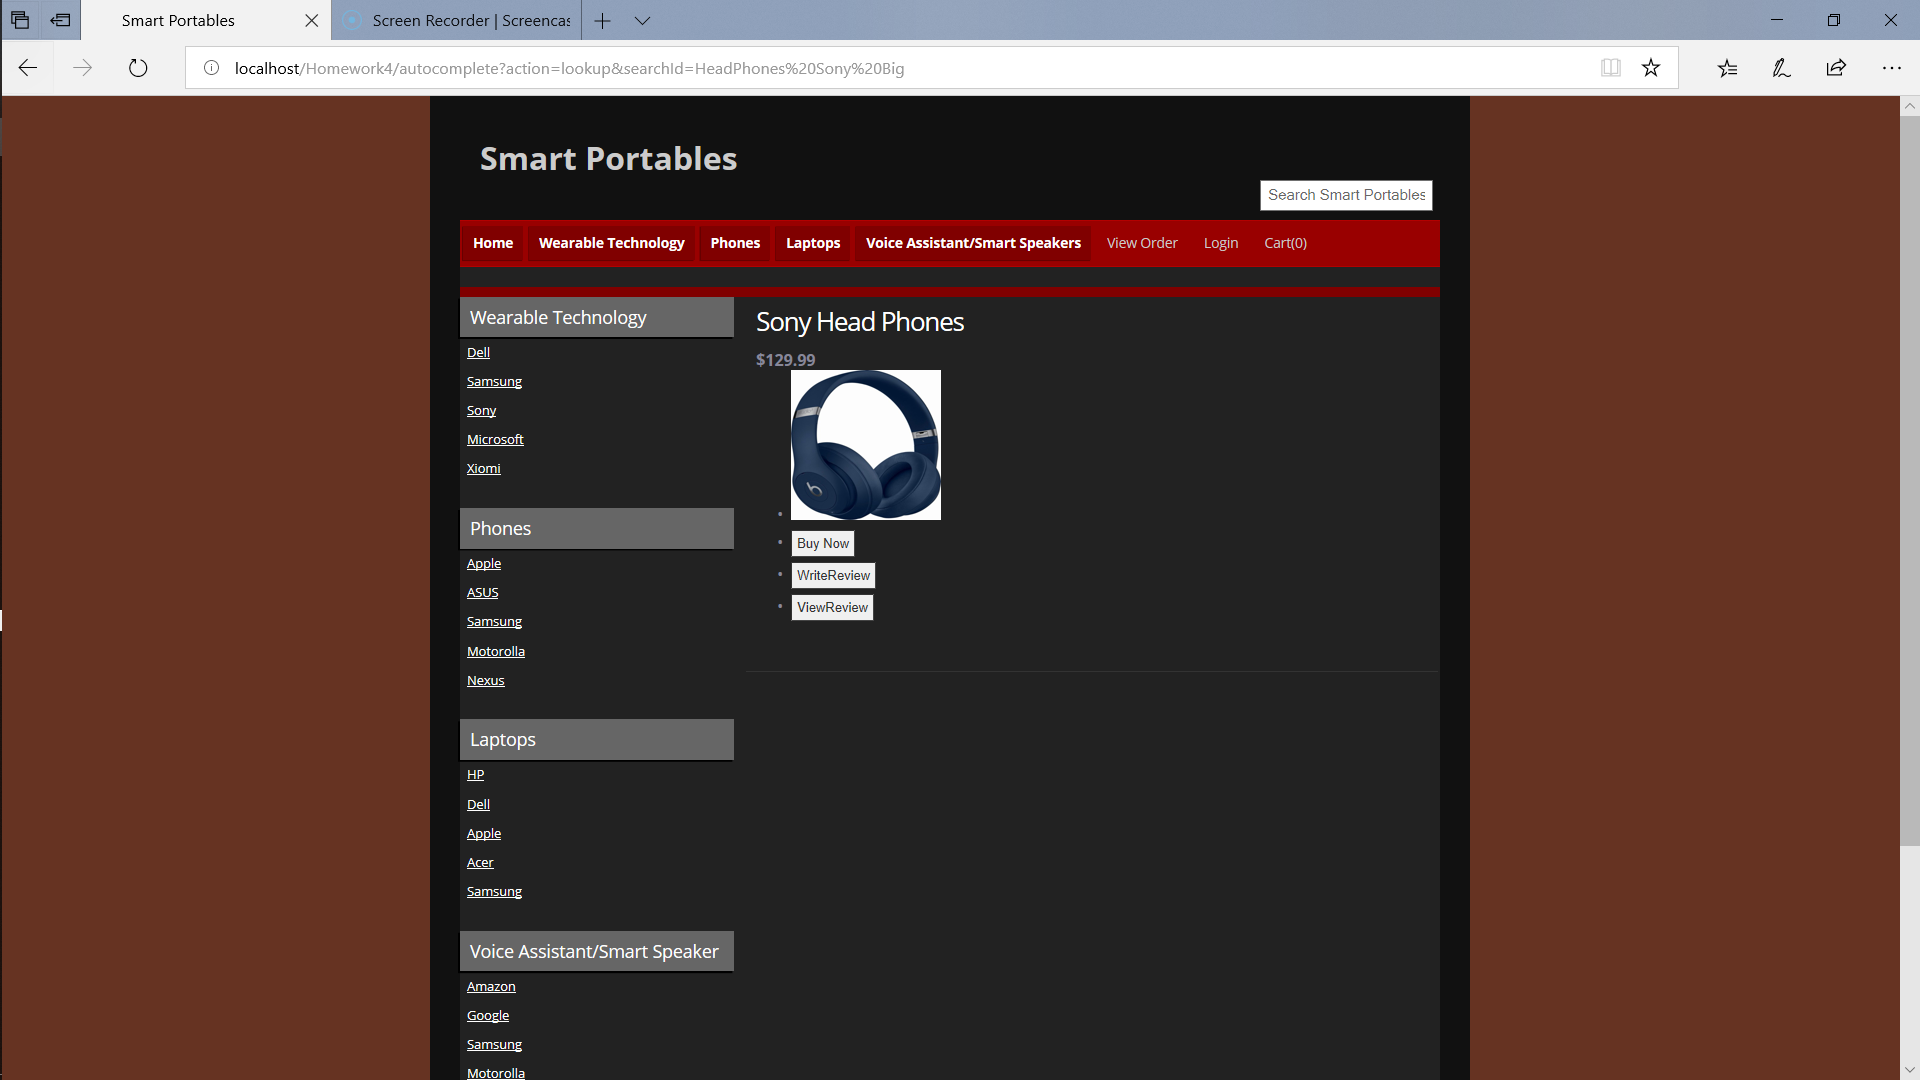 Smart Portables
Screen Recorder | Screencas
localhost/Homework4/autocomplete?action=lookup&searchId=HeadPhones%20Sony%20Big
Smart Portables
Search Smart Portables
Home Wearable Technology Phones Laptops Voice Assistant/Smart Speakers View Order Login Cart(0)
Wearable Technology
Dell
Samsung
Sony
Microsoft
Xiomi
Phones
Apple
ASUS
Samsung
Motorolla
Nexus
Laptops
HP
Dell
Apple
Acer
Samsung
Voice Assistant/Smart Speaker
Amazon
Google
Samsung
Motorolla
Sony Head Phones
$129.99
Buy Now
WriteReview
ViewReview